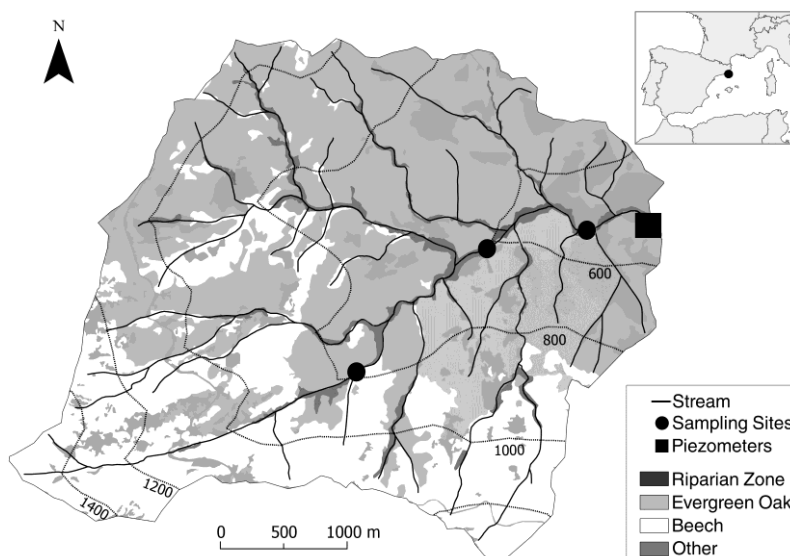 N
600
800
1000
1200
1400
0 500 1000 m
Stream
Sampling Sites
Piezometers
Riparian Zone
Evergreen Oak
Beech
Other